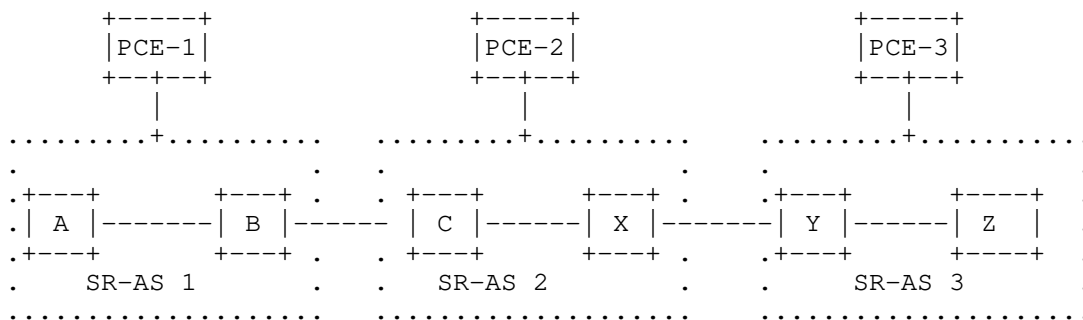 PCE-1 PCE-2 PCE-3
A B C X Y Z
SR-AS 1 SR-AS 2 SR-AS 3